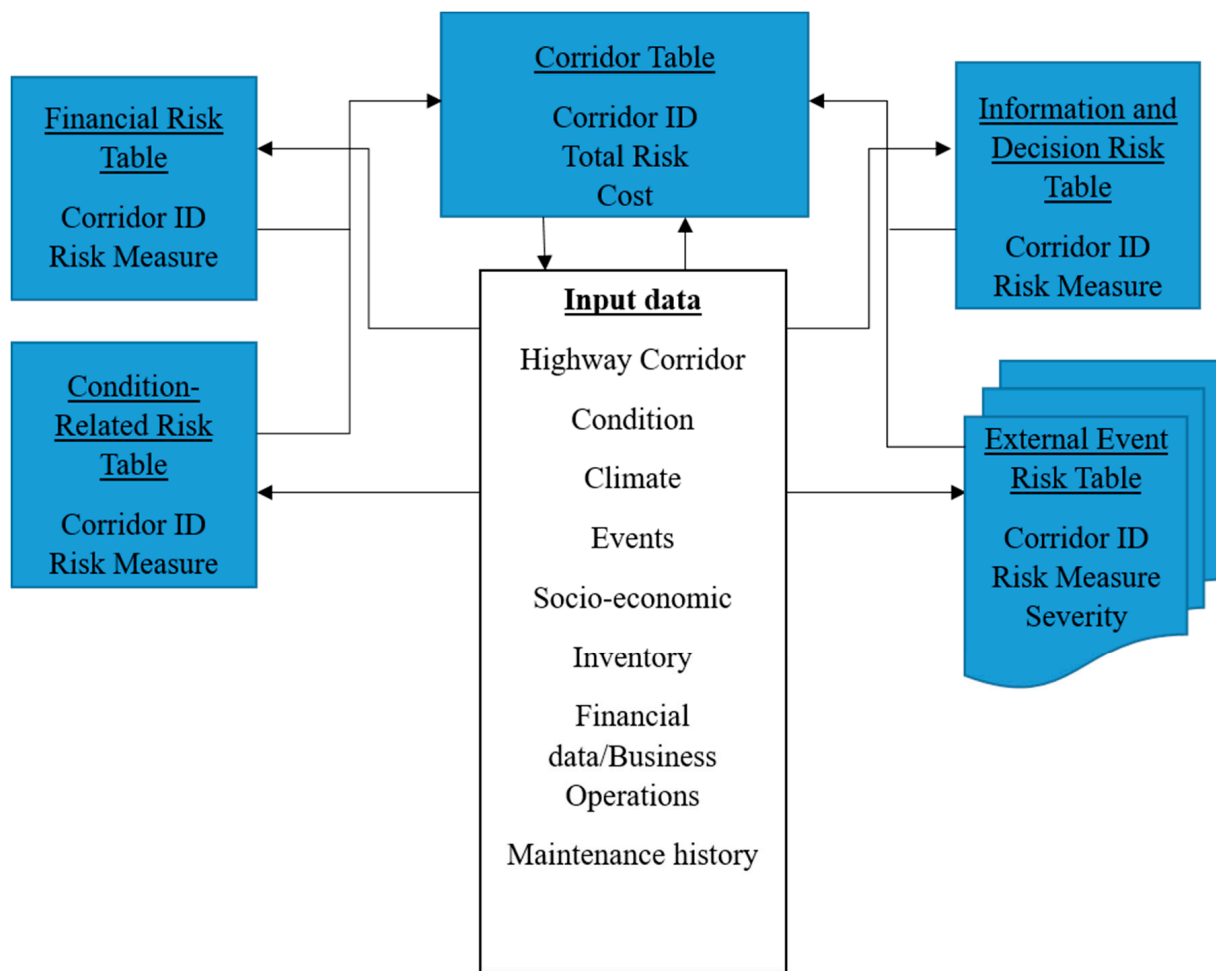 Corridor Table
Corridor ID
Total Risk
Cost
Financial Risk
Table
Corridor ID
Risk Measure
Information and
Decision Risk
Table
Corridor ID
Risk Measure
Condition-
Related Risk
Table
Corridor ID
Risk Measure
Input data
Highway Corridor
Condition
Climate
Events
Socio-economic
Inventory
Financial
data/Business
Operations
Maintenance history
External Event
Risk Table
Corridor ID
Risk Measure
Severity